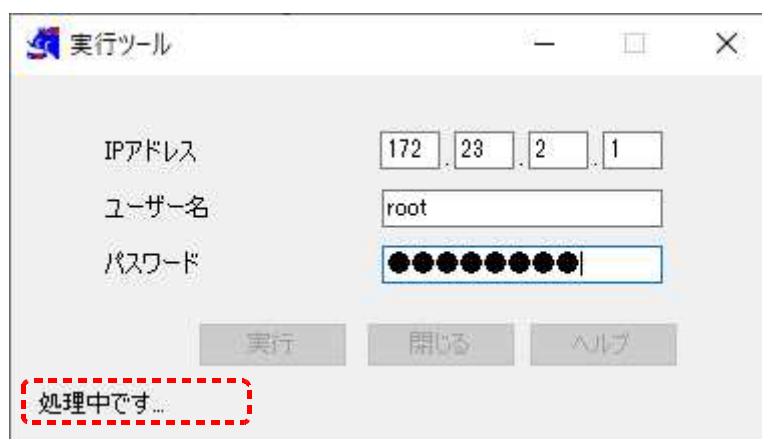 実行ツール
IPアドレス 172 . 23 . 2 . 1
ユーザー名 root
パスワード ●●●●●●●●
実行 閉じる ヘルプ
処理中です...